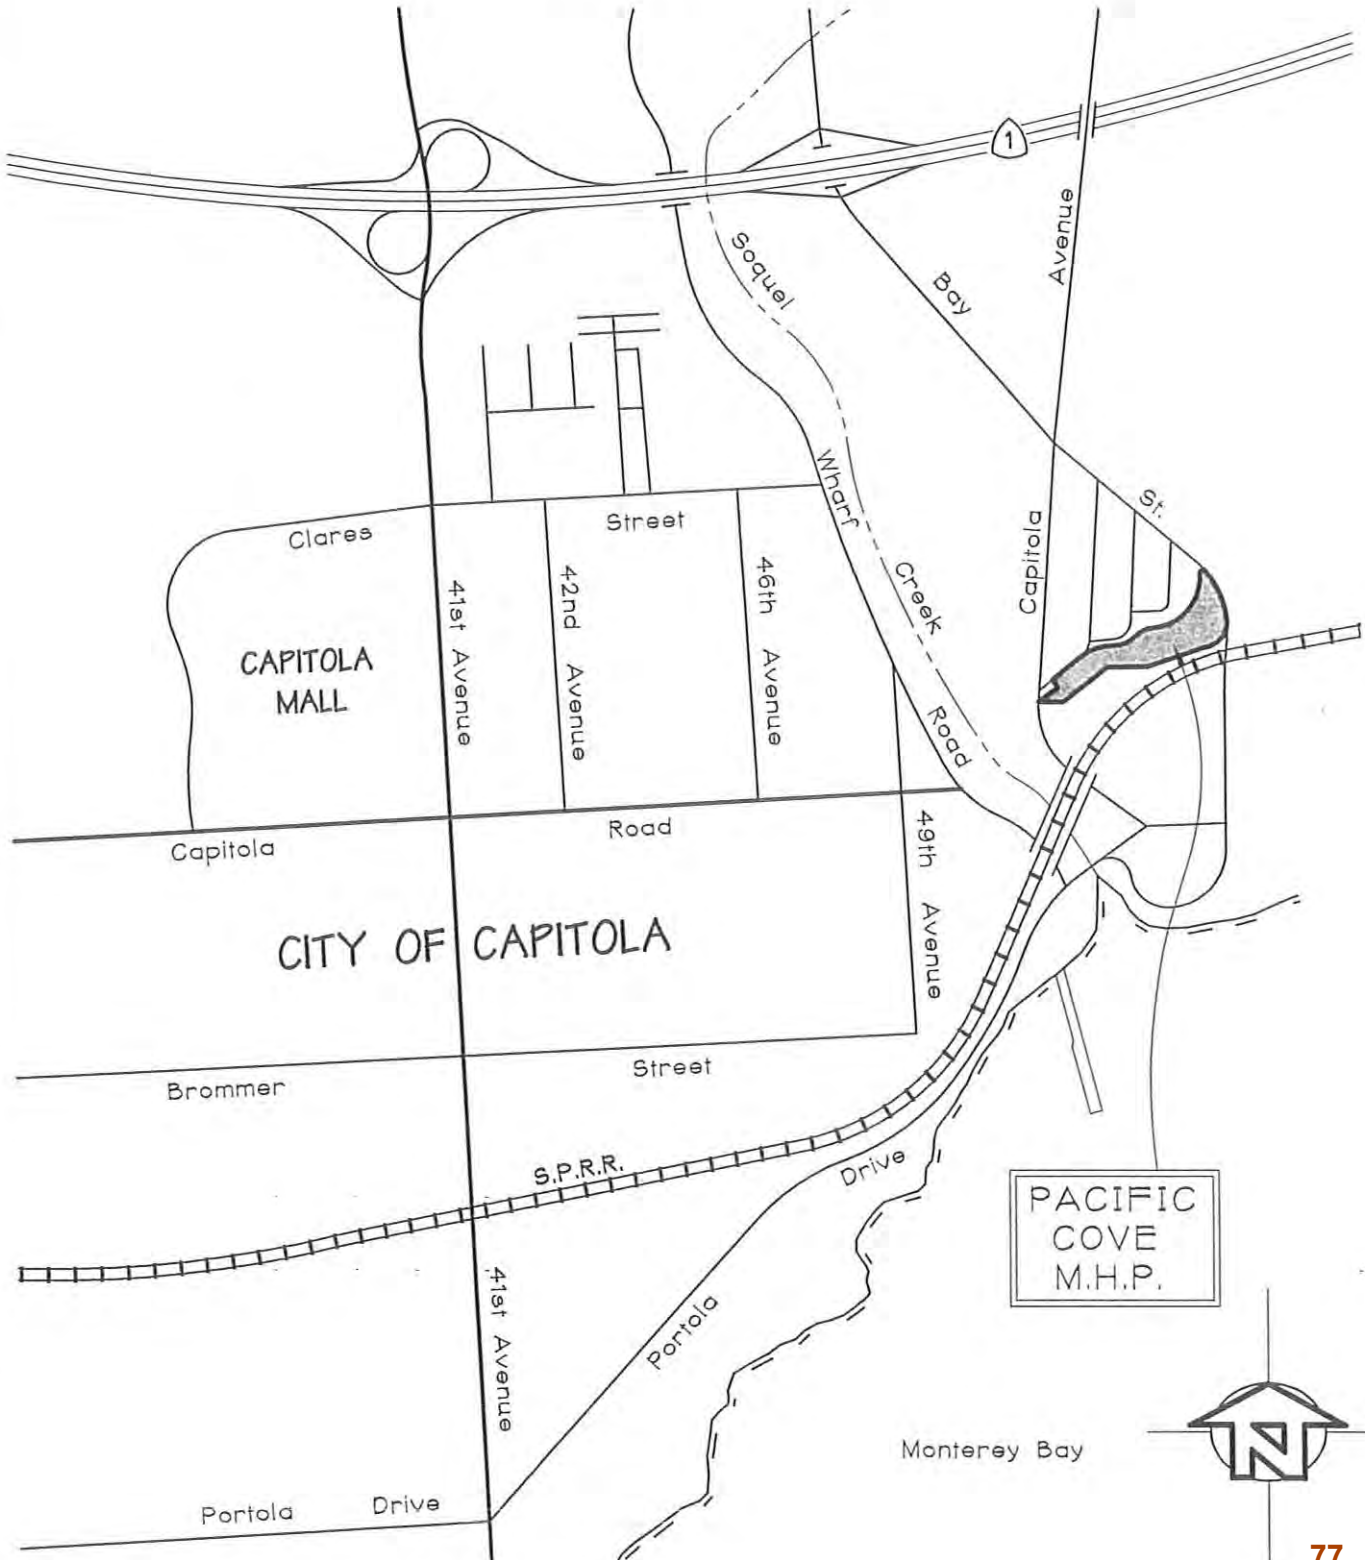 1
Avenue
Soquel
Bay
Wharf
St.
Clares
Street
Capitola
Creek
41st Avenue
42nd Avenue
46th Avenue
CAPITOLA
MALL
Road
Capitola
Road
49th Avenue
CITY OF CAPITOLA
Brommer
Street
S.P.R.R.
Drive
PACIFIC
COVE
M.H.P.
41st Avenue
Portola
Monterey Bay
N
Portola Drive
77